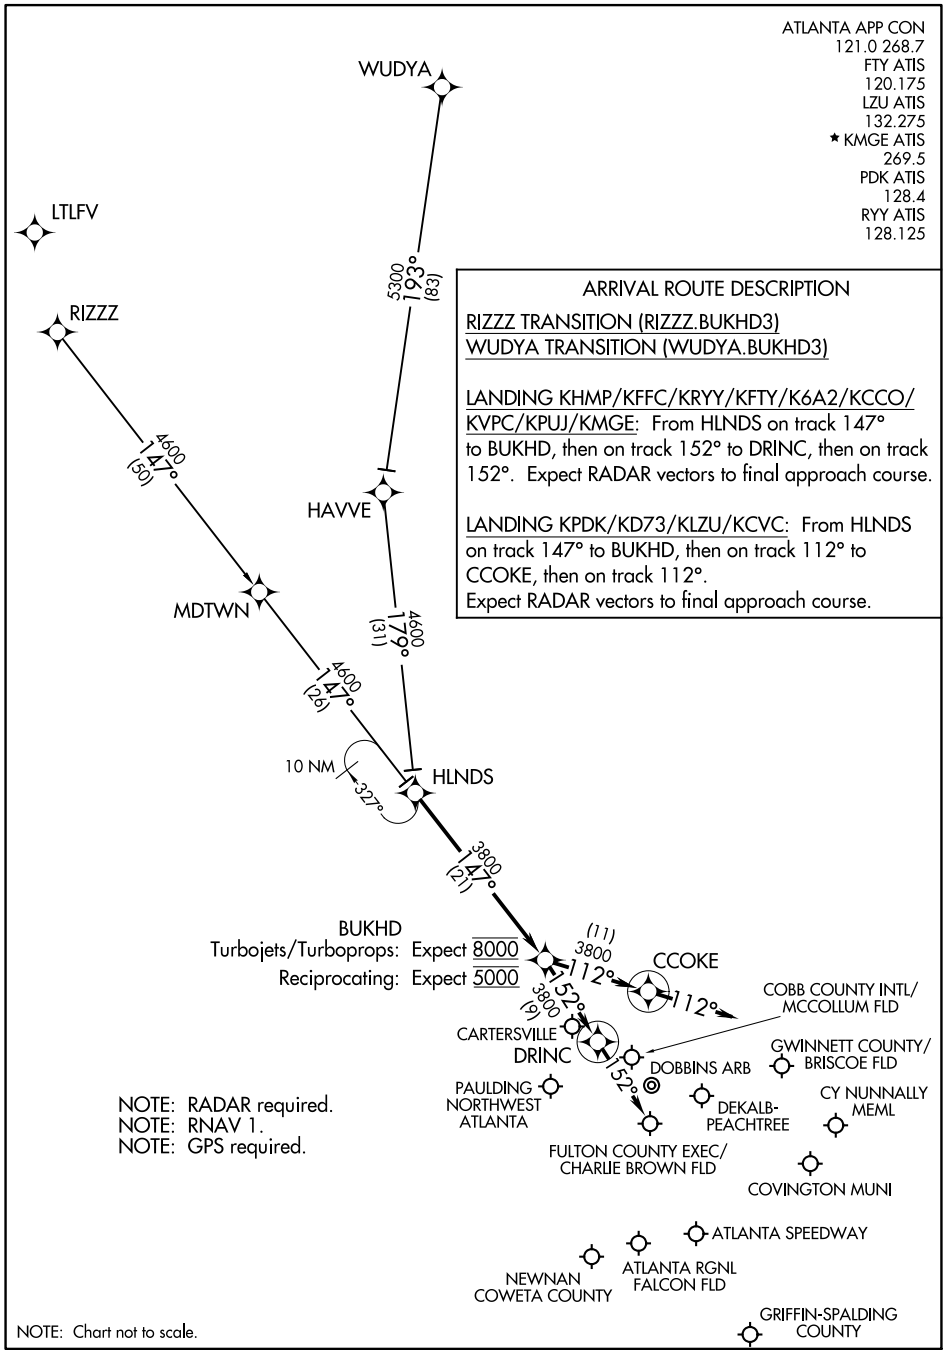 ATLANTA APP CON
121.0 268.7
FTY ATIS
120.175
LZU ATIS
132.275
★ KMGE ATIS
269.5
PDK ATIS
128.4
RYY ATIS
128.125
WUDYA
LTLFV
RIZZZ
5300
193°
(83)
ARRIVAL ROUTE DESCRIPTION
RIZZZ TRANSITION (RIZZZ.BUKHD3)
WUDYA TRANSITION (WUDYA.BUKHD3)
LANDING KHMP/KFFC/KRYY/KFTY/K6A2/KCCO/
KVPC/KPUJ/KMGE: From HLNDS on track 147°
to BUKHD, then on track 152° to DRINC, then on track
152°. Expect RADAR vectors to final approach course.
LANDING KPDK/KD73/KLZU/KCVC: From HLNDS
on track 147° to BUKHD, then on track 112° to
CCOKE, then on track 112°.
Expect RADAR vectors to final approach course.
4600
147°
(50)
HAVVE
MDTWN
4600
179°
(31)
4600
147°
(26)
10 NM
327°
HLNDS
3800
147°
(21)
BUKHD
Turbojets/Turboprops: Expect 8000
Reciprocating: Expect 5000
(11)
3800
112°
CCOKE
112°
152°
3800
(9)
COBB COUNTY INTL/
MCCOLLUM FLD
CARTERSVILLE
DRINC
152°
DOBBINS ARB
GWINNETT COUNTY/
BRISCOE FLD
PAULDING
NORTHWEST
ATLANTA
DEKALB-
PEACHTREE
CY NUNNALLY
MEML
FULTON COUNTY EXEC/
CHARLIE BROWN FLD
COVINGTON MUNI
NOTE: RADAR required.
NOTE: RNAV 1.
NOTE: GPS required.
ATLANTA SPEEDWAY
ATLANTA RGNL
FALCON FLD
NEWNAN
COWETA COUNTY
GRIFFIN-SPALDING
COUNTY
NOTE: Chart not to scale.